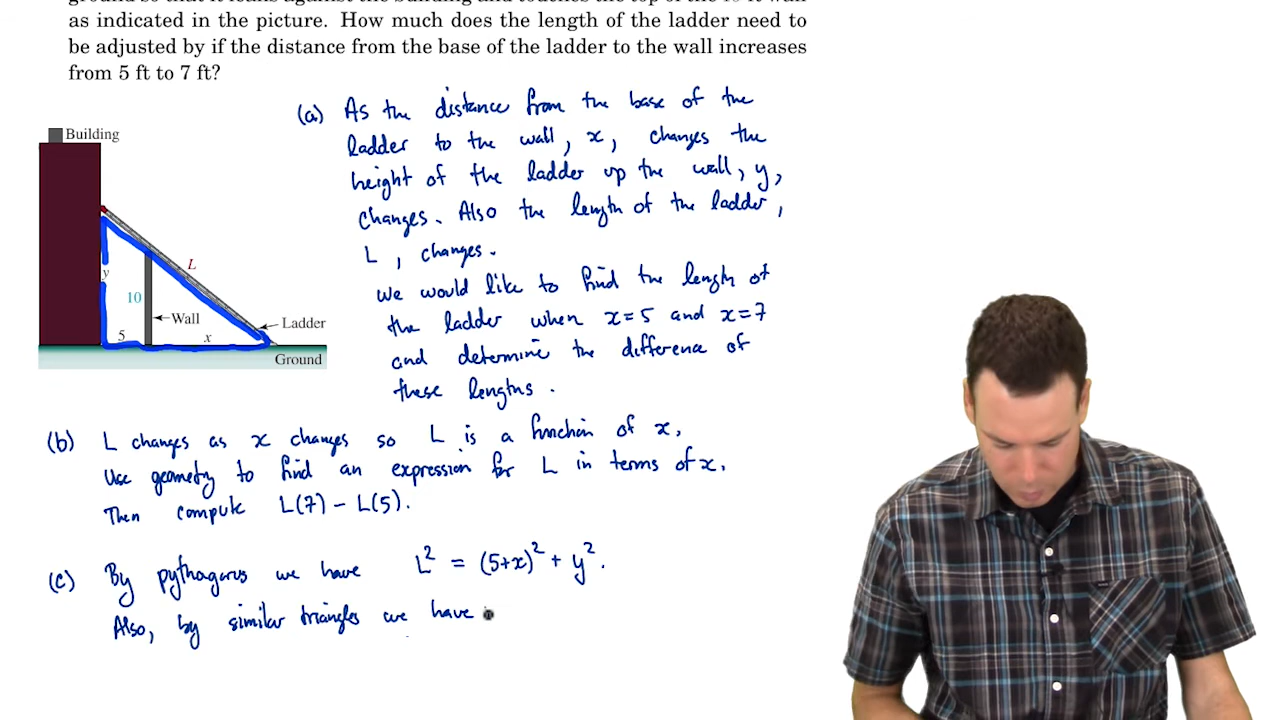 ground so that it leans against the building and touches the top of the 10 ft wall
as indicated in the picture. How much does the length of the ladder need to
be adjusted by if the distance from the base of the ladder to the wall increases
from 5 ft to 7 ft?
Building
y
L
10
Wall
Ladder
5
x
Ground
(a) As the distance from the base of the
ladder to the wall, x, changes the
height of the ladder up the wall, y,
changes. Also the length of the ladder,
L, changes.
We would like to find the length of
the ladder when x=5 and x=7
and determine the difference of
these lengths.
(b) L changes as x changes so L is a function of x.
Use geometry to find an expression for L in terms of x.
Then compute L(7) - L(5).
(c) By pythagorus we have L² = (5+x)² + y².
Also, by similar triangles we have